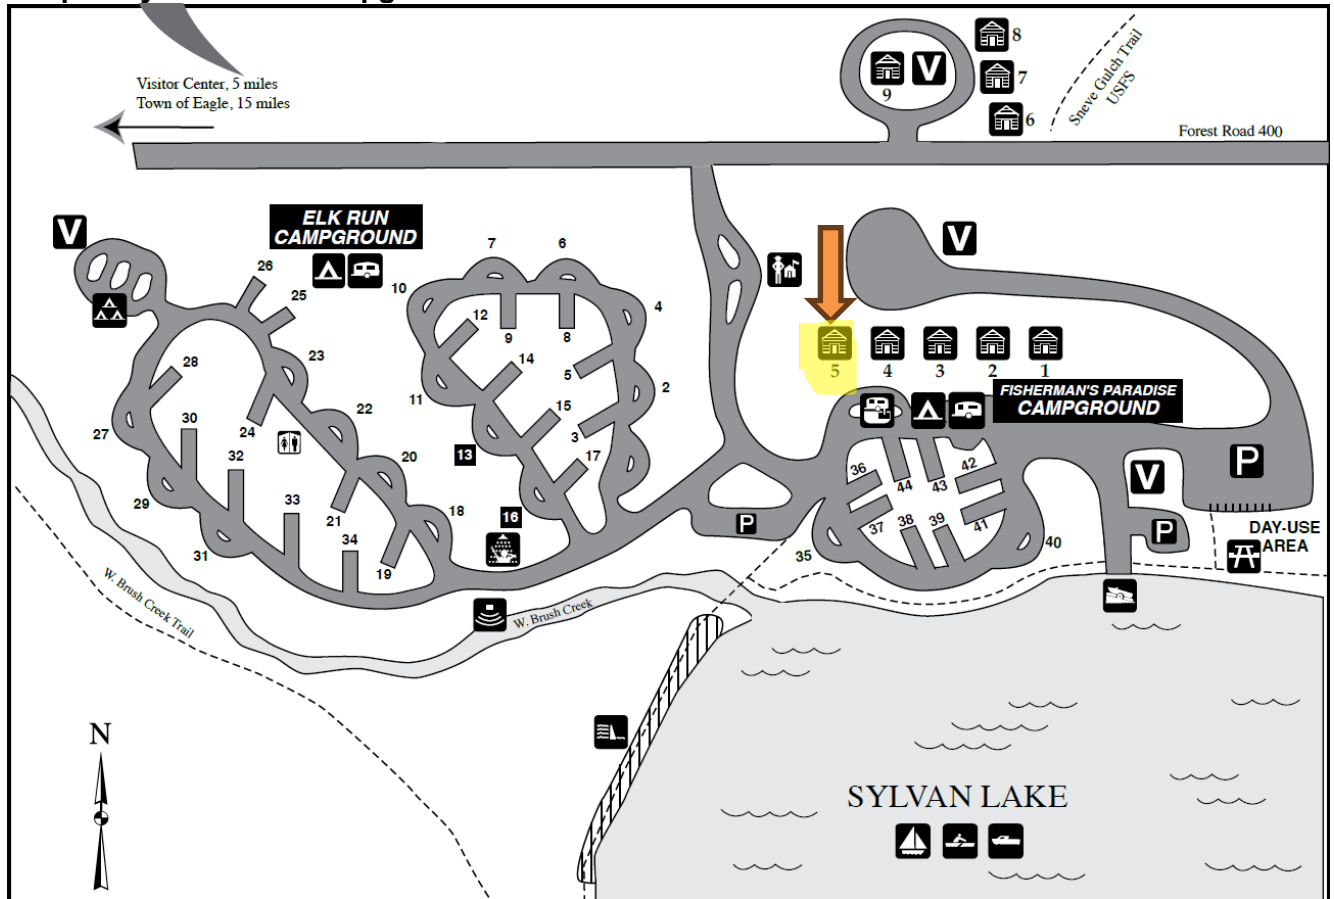 Visitor Center, 5 miles
Town of Eagle, 15 miles
8
V
9
7
6
Sneve Gulch Trail
USFS
Forest Road 400
V
ELK RUN
CAMPGROUND
V
7
6
26
25
10
4
12
9
8
23
28
14
5
2
5
4
3
2
1
FISHERMAN'S PARADISE
CAMPGROUND
11
15
3
22
30
27
24
13
17
20
32
36
44
43
42
V
P
29
33
21
18
16
P
37
38
39
41
P
DAY-USE
AREA
31
34
19
35
40
W. Brush Creek Trail
W. Brush Creek
N
SYLVAN LAKE